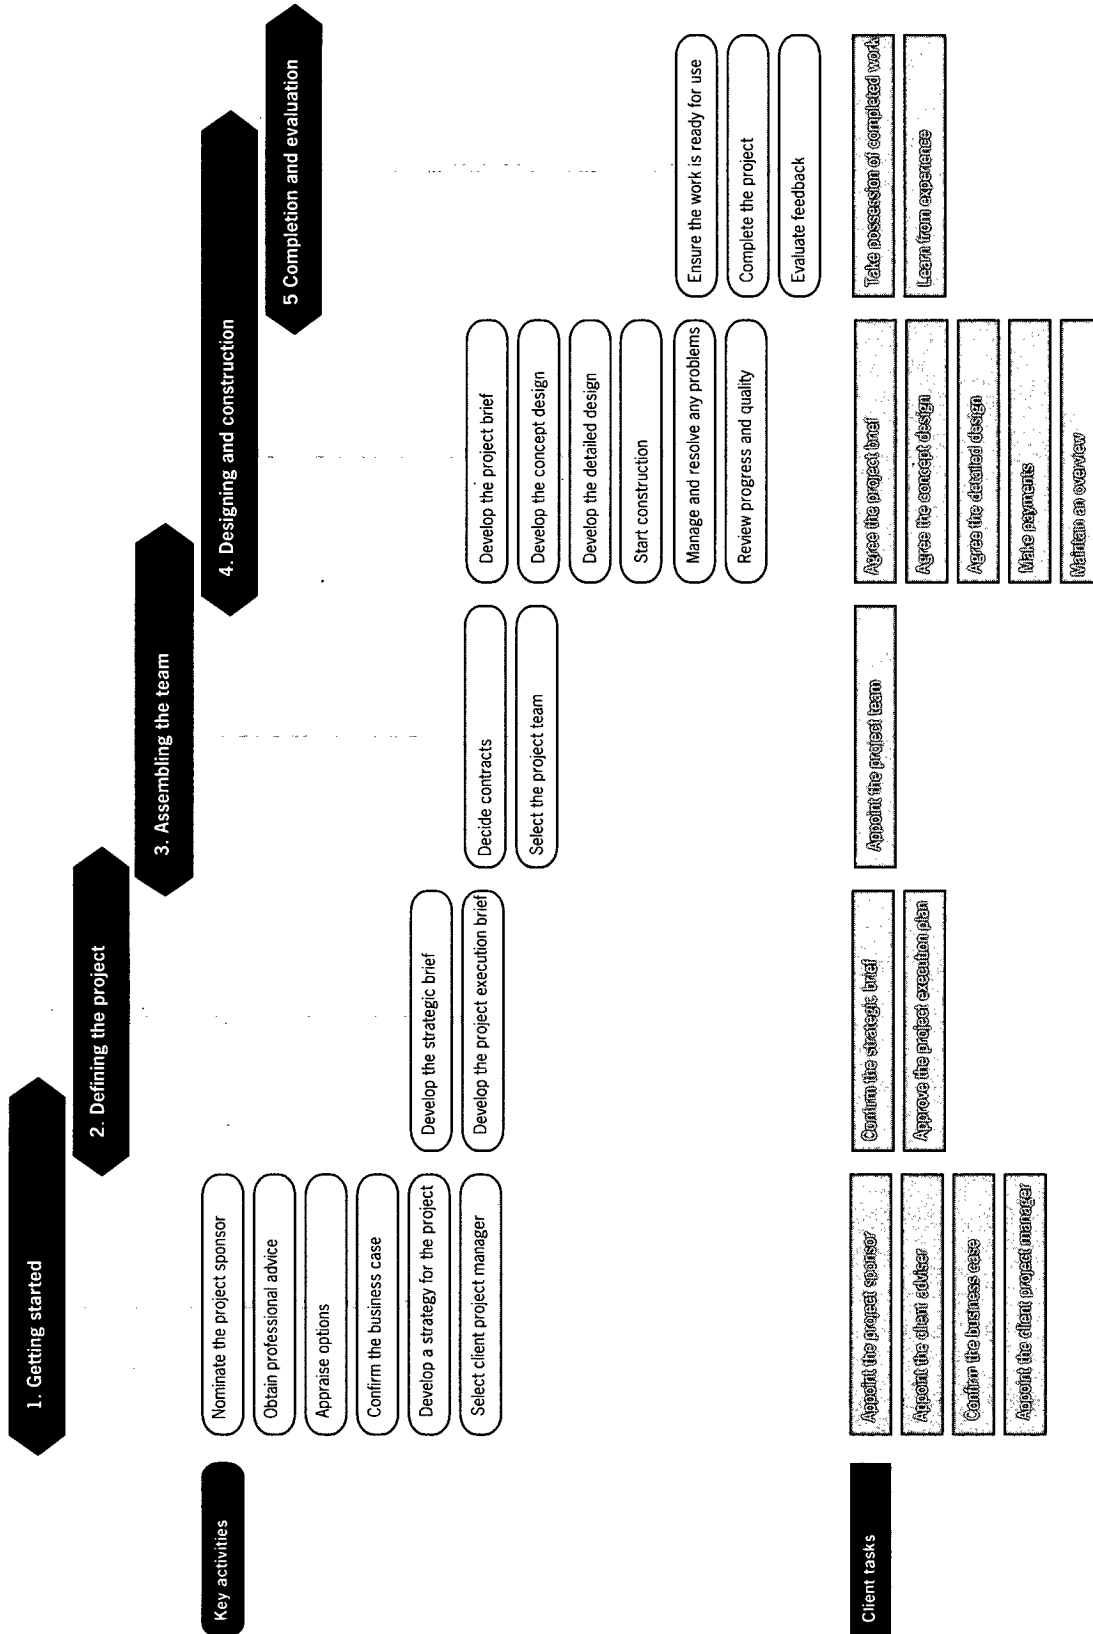 1. Getting started
2. Defining the project
3. Assembling the team
4. Designing and construction
5 Completion and evaluation
Key activities
Nominate the project sponsor
Obtain professional advice
Appraise options
Confirm the business case
Develop a strategy for the project
Select client project manager
Develop the strategic brief
Develop the project execution brief
Decide contracts
Select the project team
Develop the project brief
Develop the concept design
Develop the detailed design
Start construction
Manage and resolve any problems
Review progress and quality
Ensure the work is ready for use
Complete the project
Evaluate feedback
Client tasks
Appoint the project sponsor
Appoint the client adviser
Confirm the business case
Appoint the client project manager
Confirm the strategic brief
Approve the project execution plan
Appoint the project team
Agree the project brief
Agree the concept design
Agree the detailed design
Make payments
Maintain an overview
Take possession of completed work
Learn from experience